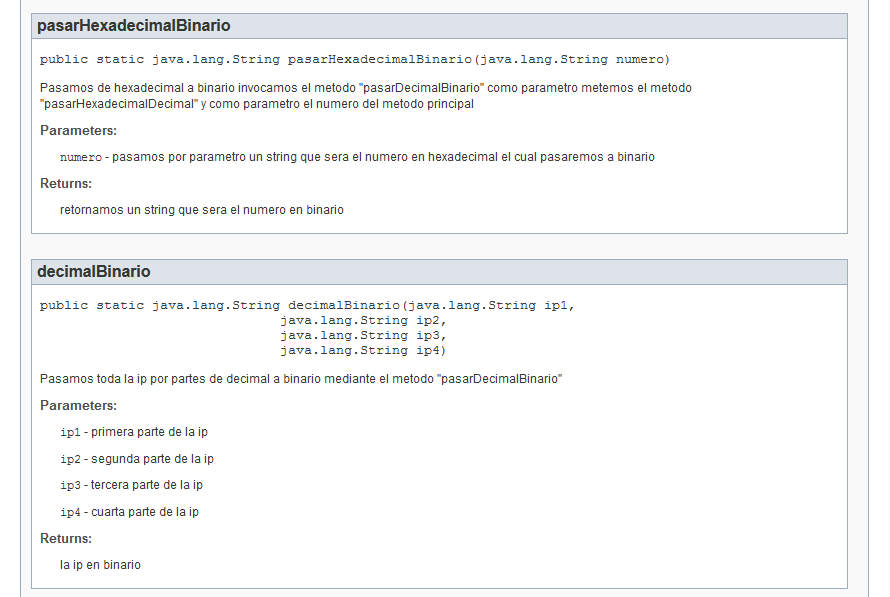 pasarHexadecimalBinario
public static java.lang.String pasarHexadecimalBinario(java.lang.String numero)
Pasamos de hexadecimal a binario invocamos el metodo "pasarDecimalBinario" como parametro metemos el metodo
"pasarHexadecimalDecimal" y como parametro el numero del metodo principal
Parameters:
numero - pasamos por parametro un string que sera el numero en hexadecimal el cual pasaremos a binario
Returns:
retornamos un string que sera el numero en binario
decimalBinario
public static java.lang.String decimalBinario(java.lang.String ip1,
java.lang.String ip2,
java.lang.String ip3,
java.lang.String ip4)
Pasamos toda la ip por partes de decimal a binario mediante el metodo "pasarDecimalBinario"
Parameters:
ip1 - primera parte de la ip
ip2 - segunda parte de la ip
ip3 - tercera parte de la ip
ip4 - cuarta parte de la ip
Returns:
la ip en binario